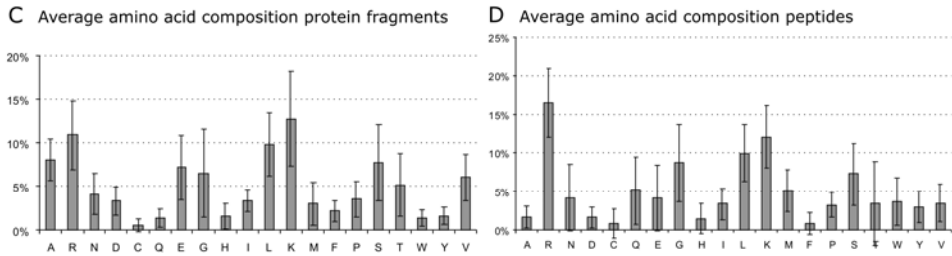 C Average amino acid composition protein fragments
20%
15%
10%
5%
0%
A R N D C Q E G H I L K M F P S T W Y V
D Average amino acid composition peptides
25%
20%
15%
10%
5%
0%
A R N D C Q E G H I L K M F P S T W Y V